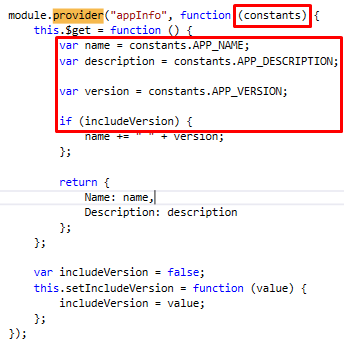 module.provider("appInfo", function (constants) {
    this.$get = function () {
        var name = constants.APP_NAME;
        var description = constants.APP_DESCRIPTION;

        var version = constants.APP_VERSION;

        if (includeVersion) {
            name += " " + version;
        };

        return {
            Name: name,
            Description: description
        };
    };

    var includeVersion = false;
    this.setIncludeVersion = function (value) {
        includeVersion = value;
    };
});